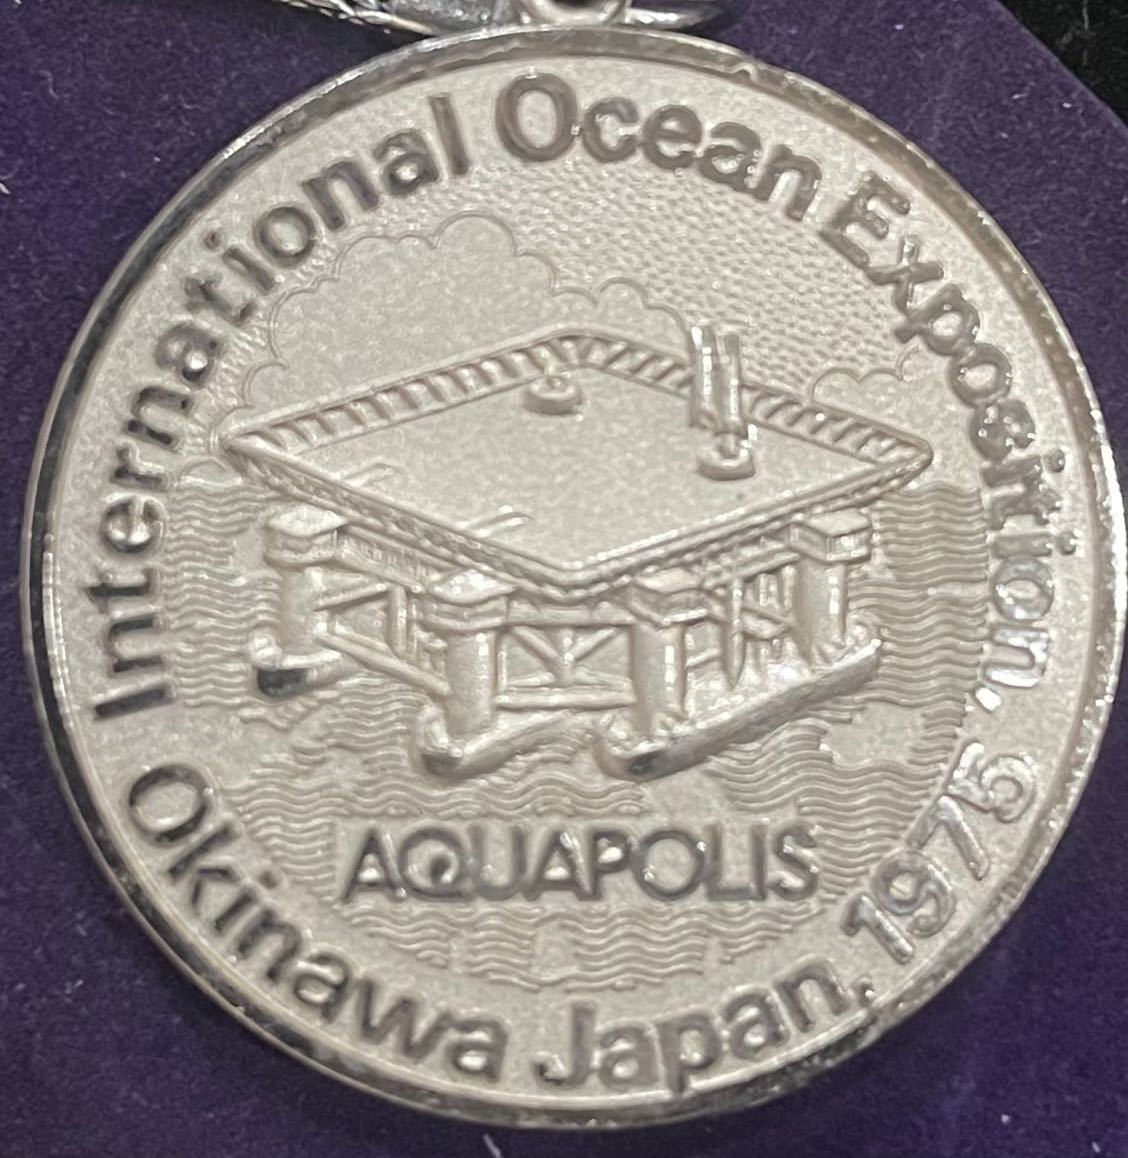 International Ocean Exposition, 1975
AQUAPOLIS
Okinawa Japan,